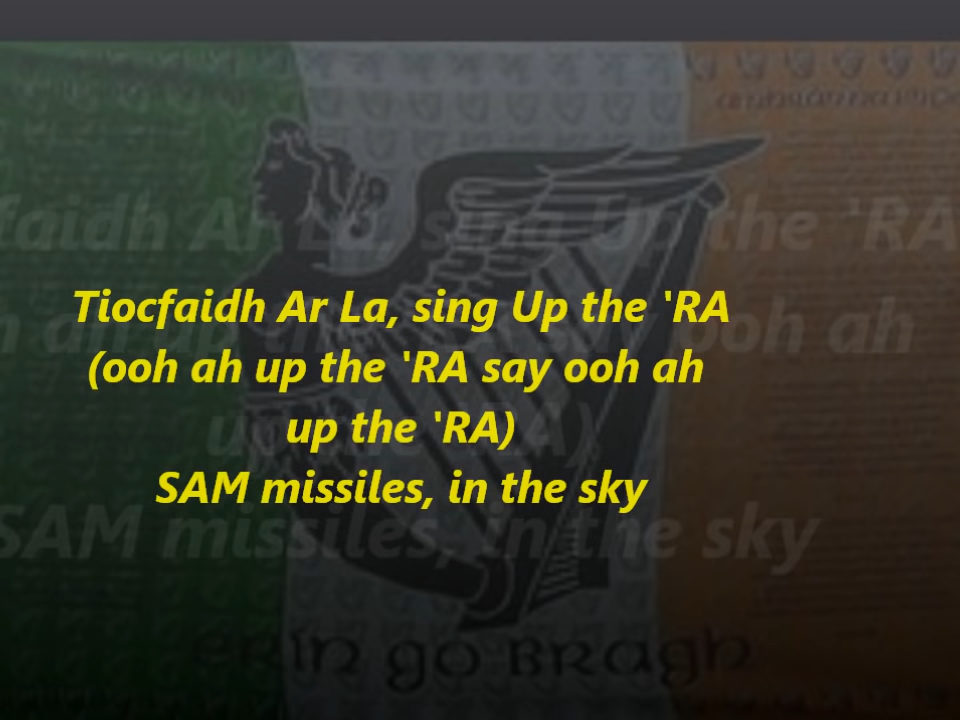 Tiocfaidh Ar La, sing Up the 'RA
(ooh ah up the 'RA say ooh ah
up the 'RA)
SAM missiles, in the sky
erin go bragh